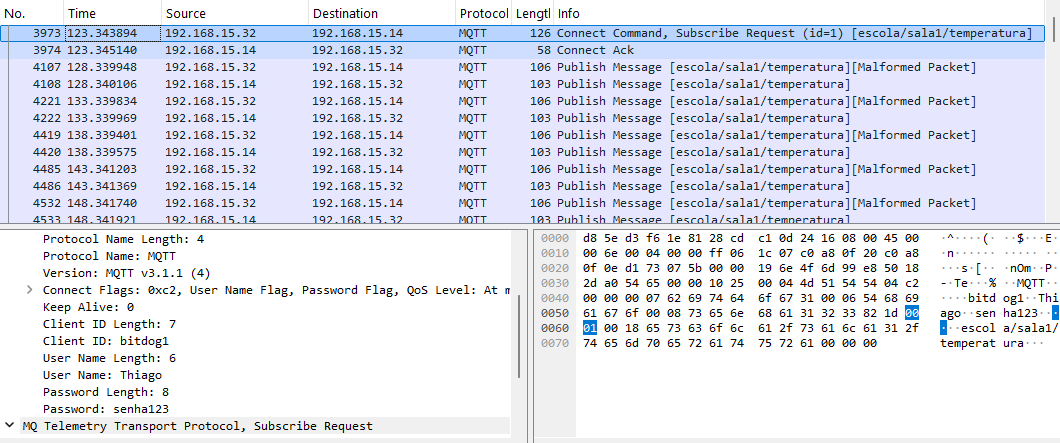 No. Time Source Destination Protocol Lengtl Info
3973 123.343894 192.168.15.32 192.168.15.14 MQTT 126 Connect Command, Subscribe Request (id=1) [escola/sala1/temperatura]
3974 123.345140 192.168.15.14 192.168.15.32 MQTT 58 Connect Ack
4107 128.339948 192.168.15.32 192.168.15.14 MQTT 106 Publish Message [escola/sala1/temperatura][Malformed Packet]
4108 128.340106 192.168.15.14 192.168.15.32 MQTT 103 Publish Message [escola/sala1/temperatura]
4221 133.339834 192.168.15.32 192.168.15.14 MQTT 106 Publish Message [escola/sala1/temperatura][Malformed Packet]
4222 133.339969 192.168.15.14 192.168.15.32 MQTT 103 Publish Message [escola/sala1/temperatura]
4419 138.339401 192.168.15.32 192.168.15.14 MQTT 106 Publish Message [escola/sala1/temperatura][Malformed Packet]
4420 138.339575 192.168.15.14 192.168.15.32 MQTT 103 Publish Message [escola/sala1/temperatura]
4485 143.341203 192.168.15.32 192.168.15.14 MQTT 106 Publish Message [escola/sala1/temperatura][Malformed Packet]
4486 143.341369 192.168.15.14 192.168.15.32 MQTT 103 Publish Message [escola/sala1/temperatura]
4532 148.341740 192.168.15.32 192.168.15.14 MQTT 106 Publish Message [escola/sala1/temperatura][Malformed Packet]
4533 148.341921 192.168.15.14 192.168.15.32 MQTT 103 Publish Message [escola/sala1/temperatura]
Protocol Name Length: 4
Protocol Name: MQTT
Version: MQTT v3.1.1 (4)
Connect Flags: 0xc2, User Name Flag, Password Flag, QoS Level: At m
Keep Alive: 0
Client ID Length: 7
Client ID: bitdog1
User Name Length: 6
User Name: Thiago
Password Length: 8
Password: senha123
MQ Telemetry Transport Protocol, Subscribe Request
0000 d8 5e d3 f6 1e 81 28 cd c1 0d 24 16 08 00 45 00 ·^····(· ··$···E·
0010 00 6e 00 04 00 00 ff 06 1c 07 c0 a8 0f 20 c0 a8 ·n······ ····· ··
0020 0f 0e d1 73 07 5b 00 00 19 6e 4f 6d 99 e8 50 18 ···s·[·· ·nOm··P·
0030 2d a0 54 65 00 00 10 25 00 04 4d 51 54 54 04 c2 -·Te···% ··MQTT··
0040 00 00 00 07 62 69 74 64 6f 67 31 00 06 54 68 69 ····bitd og1··Thi
0050 61 67 6f 00 08 73 65 6e 68 61 31 32 33 82 1d 00 ago··sen ha123···
0060 01 00 18 65 73 63 6f 6c 61 2f 73 61 6c 61 31 2f ···escol a/sala1/
0070 74 65 6d 70 65 72 61 74 75 72 61 00 00 00 temperat ura···